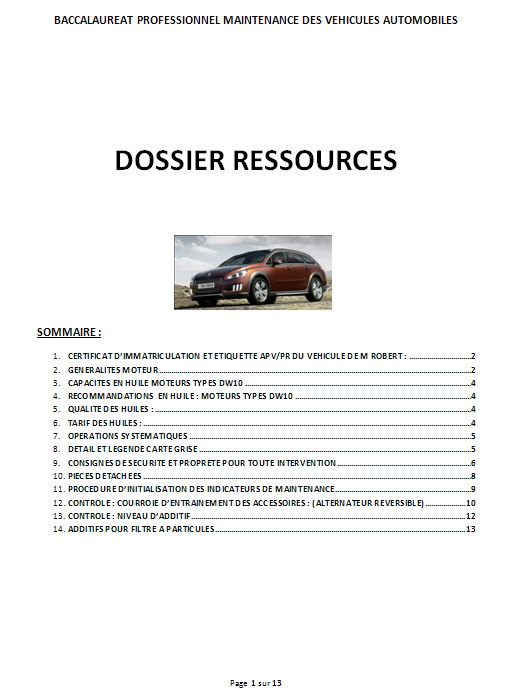 BACCALAUREAT PROFESSIONNEL MAINTENANCE DES VEHICULES AUTOMOBILES
DOSSIER RESSOURCES
SOMMAIRE :
1. CERTIFICAT D'IMMATRICULATION ET ETIQUETTE APV/PR DU VEHICULE DE M ROBERT : ........................2
2. GENERALITES MOTEUR........................2
3. CAPACITES EN HUILE MOTEURS TYPES DW10 ........................4
4. RECOMMANDATIONS EN HUILE : MOTEURS TYPES DW10 ........................4
5. QUALITE DES HUILES : ........................4
6. TARIF DES HUILES : ........................4
7. OPERATIONS SYSTEMATIQUES ........................5
8. DETAIL ET LEGENDE CARTE GRISE ........................5
9. CONSIGNES DE SECURITE ET PROPRETE POUR TOUTE INTERVENTION ........................6
10. PIECES DETACHEES ........................8
11. PROCEDURE D'INITIALISATION DES INDICATEURS DE MAINTENANCE ........................9
12. CONTROLE : COURROIE D'ENTRAINEMENT DES ACCESSOIRES : (ALTERNATEUR REVERSIBLE) ........................10
13. CONTROLE : NIVEAU D'ADDITIF ........................12
14. ADDITIFS POUR FILTRE A PARTICULES ........................13
Page 1 sur 13